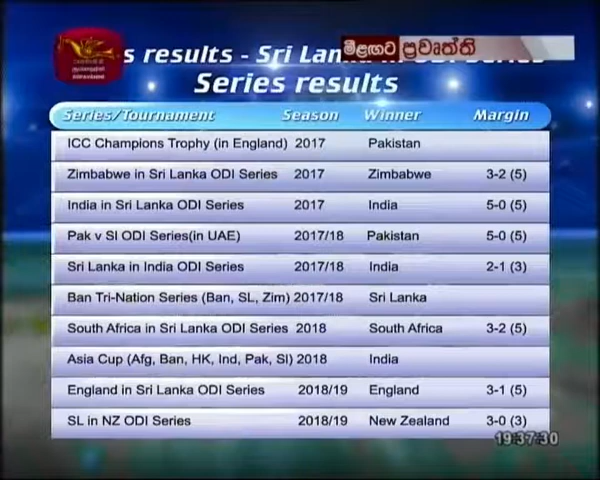 s results - Sri Lan
මීළඟට ප්‍රවෘත්ති
Series results
Series/Tournament Season Winner Margin
ICC Champions Trophy (in England) 2017 Pakistan
Zimbabwe in Sri Lanka ODI Series 2017 Zimbabwe 3-2 (5)
India in Sri Lanka ODI Series 2017 India 5-0 (5)
Pak v Sl ODI Series(in UAE) 2017/18 Pakistan 5-0 (5)
Sri Lanka in India ODI Series 2017/18 India 2-1 (3)
Ban Tri-Nation Series (Ban, SL, Zim) 2017/18 Sri Lanka
South Africa in Sri Lanka ODI Series 2018 South Africa 3-2 (5)
Asia Cup (Afg, Ban, HK, Ind, Pak, Sl) 2018 India
England in Sri Lanka ODI Series 2018/19 England 3-1 (5)
SL in NZ ODI Series 2018/19 New Zealand 3-0 (3)
19:37:30